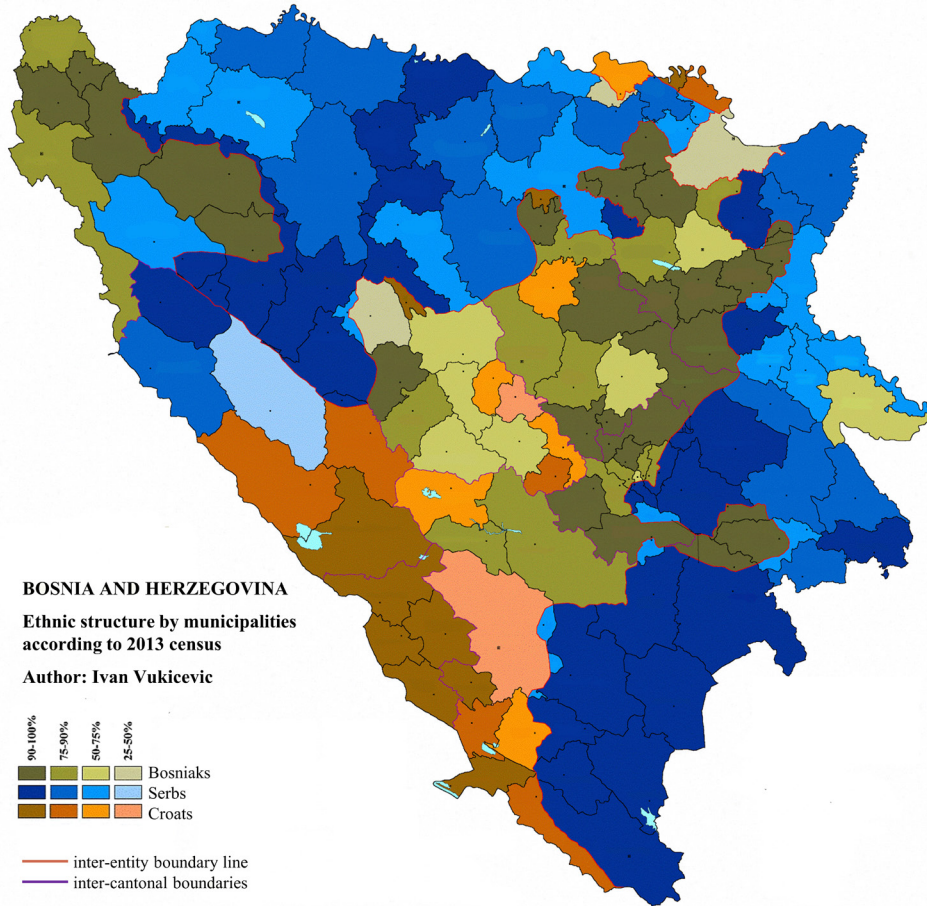 BOSNIA AND HERZEGOVINA
Ethnic structure by municipalities
according to 2013 census
Author: Ivan Vukicevic
90-100%
75-90%
50-75%
25-50%
Bosniaks
Serbs
Croats
inter-entity boundary line
inter-cantonal boundaries